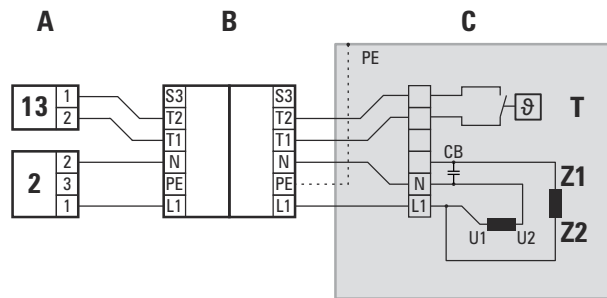 A B C
PE
13 1 S3 S3
2 T2 T2 ϑ T
T1 T1
2 2 N N CB
3 PE PE N Z1
1 L1 L1 L1 U1 U2 Z2